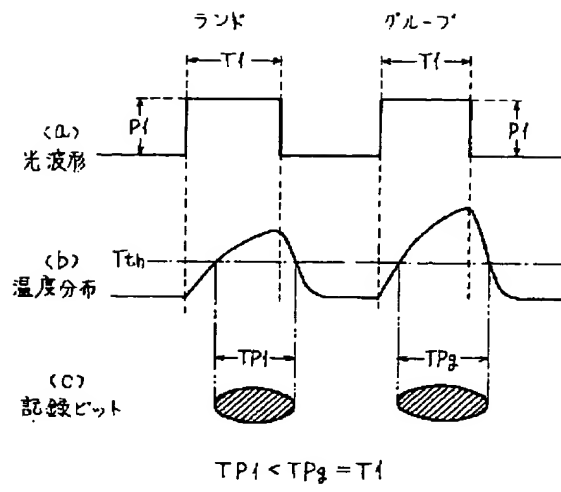 ランド グルーブ
T1 T1
P1 P1
(a)
光波形
(b) Tth
温度分布
TP1 TPg
(c)
記録ピット
TP1 < TPg = T1